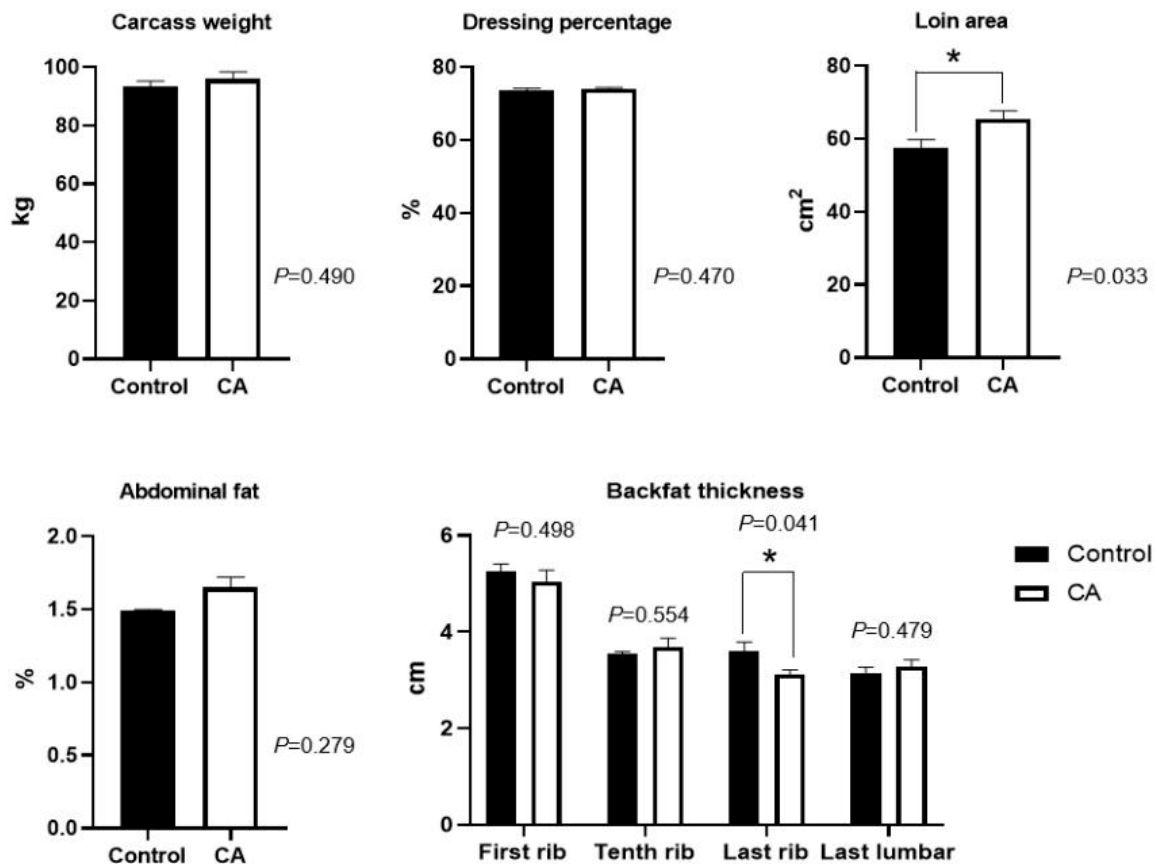 Carcass weight
100
80
60
40
20
0
kg
P=0.490
Control CA
Dressing percentage
80
60
40
20
0
%
P=0.470
Control CA
Loin area
80
60
40
20
0
cm²
*
P=0.033
Control CA
Abdominal fat
2.0
1.5
1.0
0.5
0.0
%
P=0.279
Control CA
Backfat thickness
6
4
2
0
cm
P=0.498
P=0.554
P=0.041
*
P=0.479
First rib Tenth rib Last rib Last lumbar
Control
CA